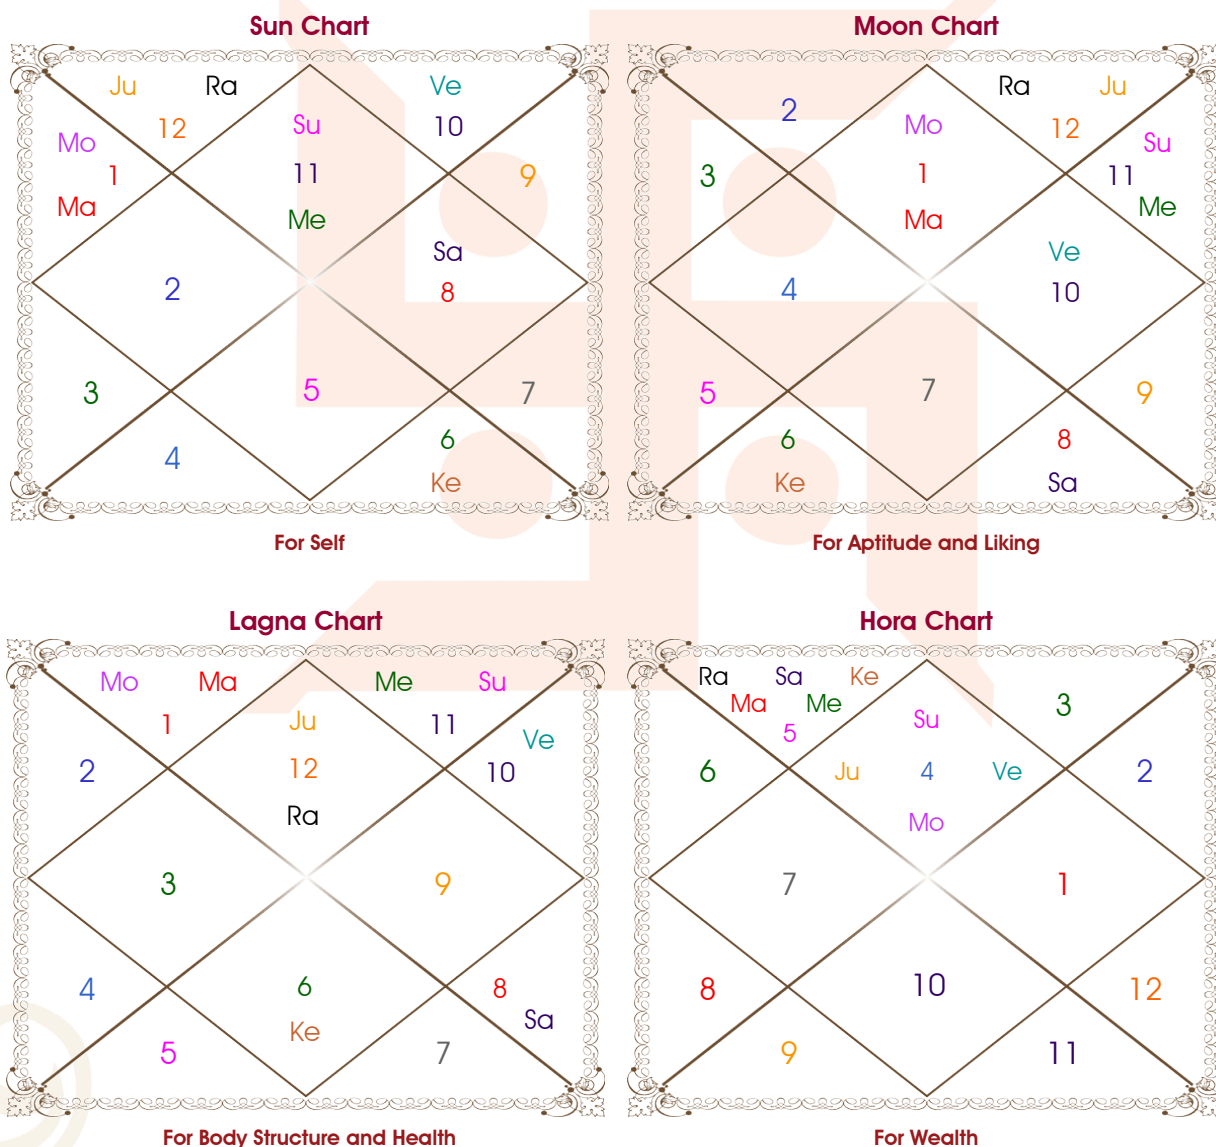 Sun Chart
Ju Ra Ve
Su
12 10
Mo
1 11 9
Ma
Me
Sa
2 8
3 5 7
6
4
Ke
For Self
Moon Chart
Ra Ju
2
Mo 12
Su
3 1 11
Ma Me
Ve
4 10
5 7 9
6 8
Ke Sa
For Aptitude and Liking
Lagna Chart
Mo Ma Me Su
Ju
1 11
Ve
2 12 10
Ra
3 9
4 6 8
Sa
Ke
5 7
For Body Structure and Health
Hora Chart
Ra Sa Ke
Ma Me 3
Su
5
6 Ju 4 Ve 2
Mo
7 1
8 10 12
9 11
For Wealth